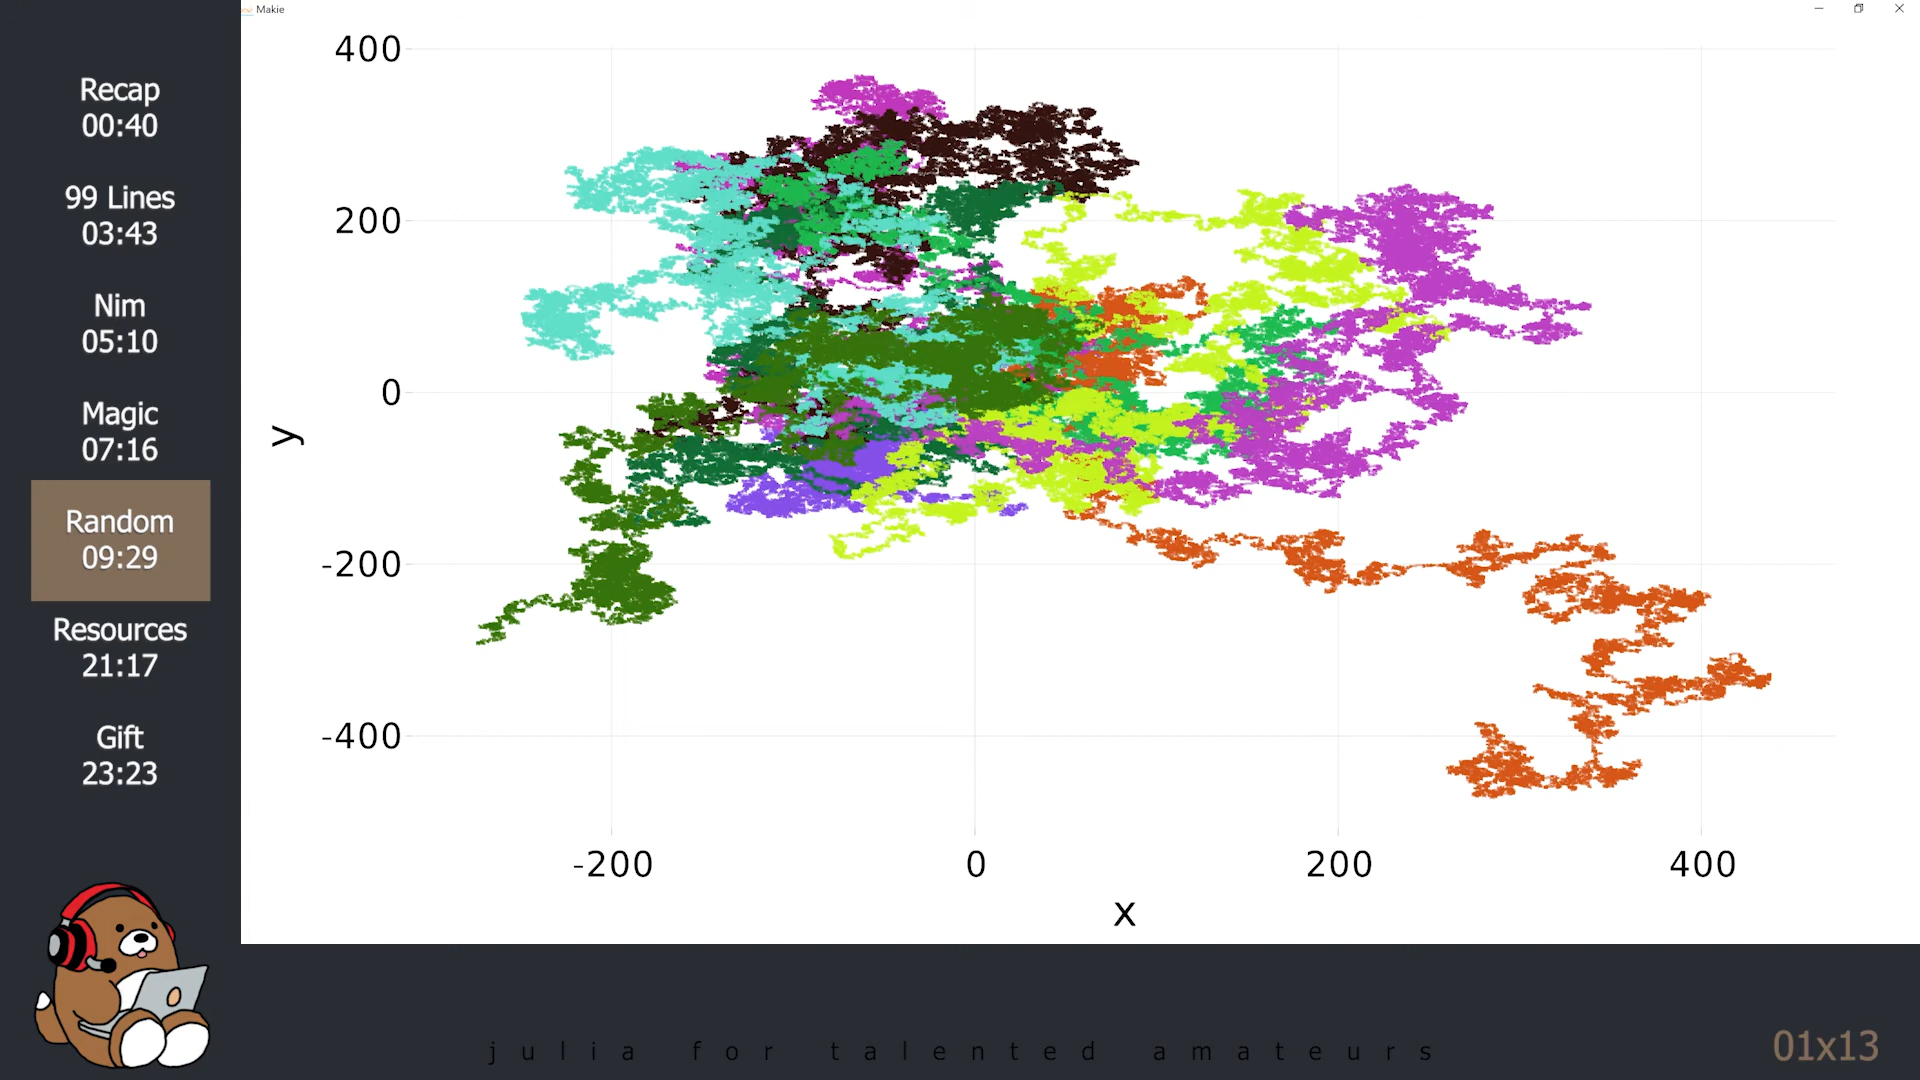 Makie
Recap
00:40
99 Lines
03:43
Nim
05:10
Magic
07:16
Random
09:29
Resources
21:17
Gift
23:23
400
200
0
-200
-400
y
-200
0
200
400
x
julia for talented amateurs
01x13